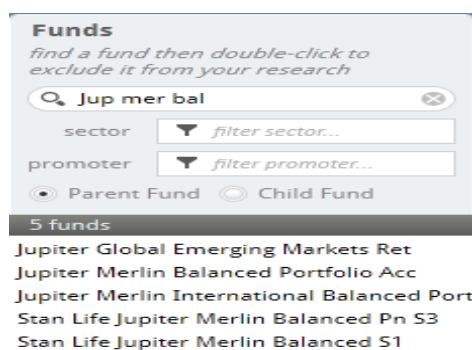 Funds
find a fund then double-click to
exclude it from your research
Jup mer bal
sector filter sector...
promoter filter promoter...
Parent Fund Child Fund
5 funds
Jupiter Global Emerging Markets Ret
Jupiter Merlin Balanced Portfolio Acc
Jupiter Merlin International Balanced Port
Stan Life Jupiter Merlin Balanced Pn S3
Stan Life Jupiter Merlin Balanced S1